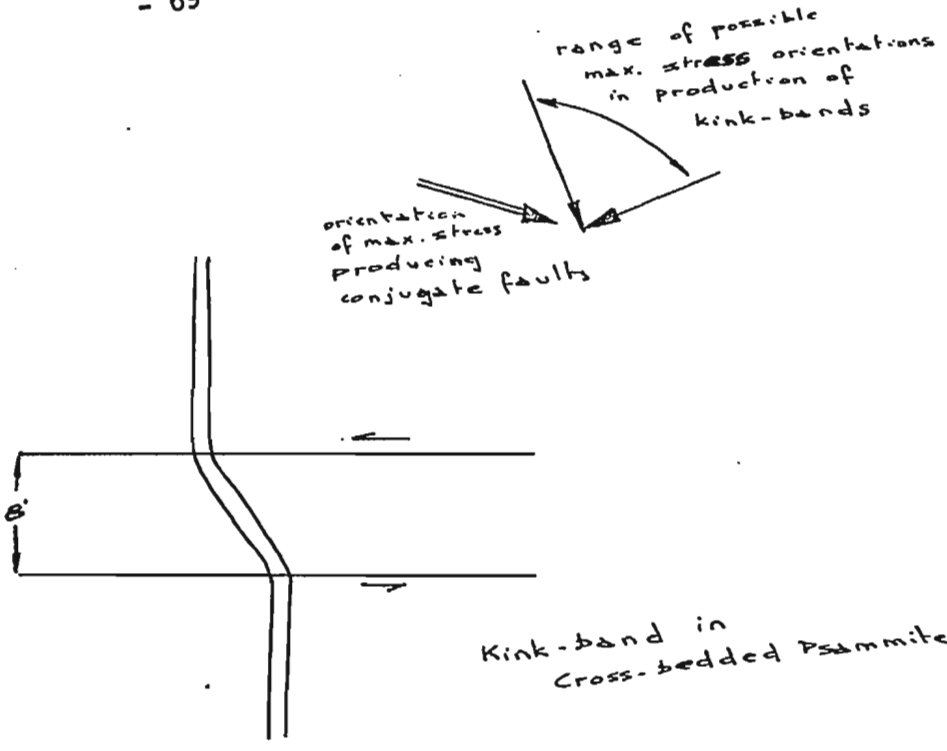 - 69
range of possible
max. stress orientations
in production of
kink-bands
orientation
of max. stress
producing
conjugate faults
8'
Kink-band in
Cross-bedded Psammite